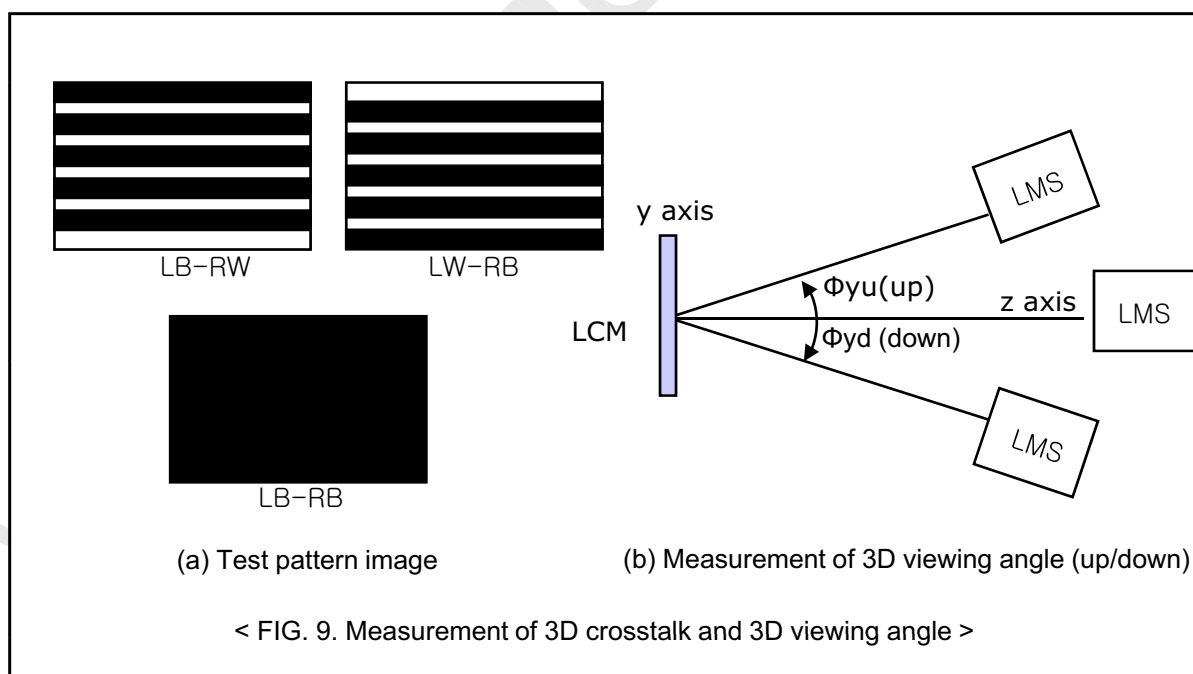 LB-RW
LW-RB
LB-RB
(a) Test pattern image
y axis
LCM
Φyu(up)
z axis
Φyd (down)
LMS
LMS
LMS
(b) Measurement of 3D viewing angle (up/down)
< FIG. 9. Measurement of 3D crosstalk and 3D viewing angle >